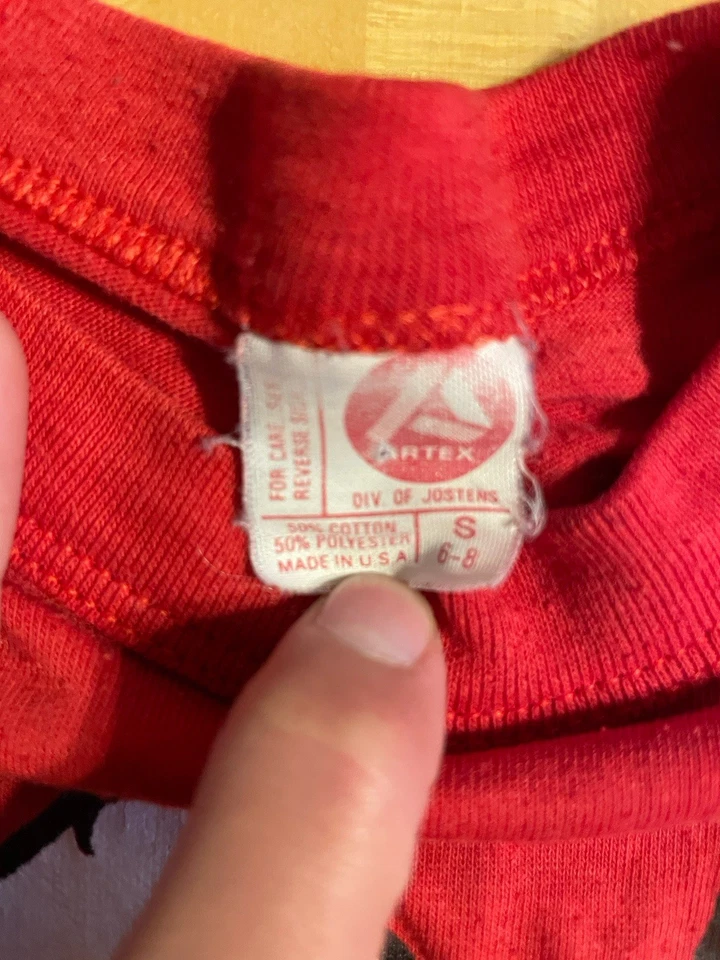 FOR CARE SEE
REVERSE SIDE
ARTEX
DIV. OF JOSTENS
50% COTTON
50% POLYESTER
MADE IN U.S.A
S
6-8